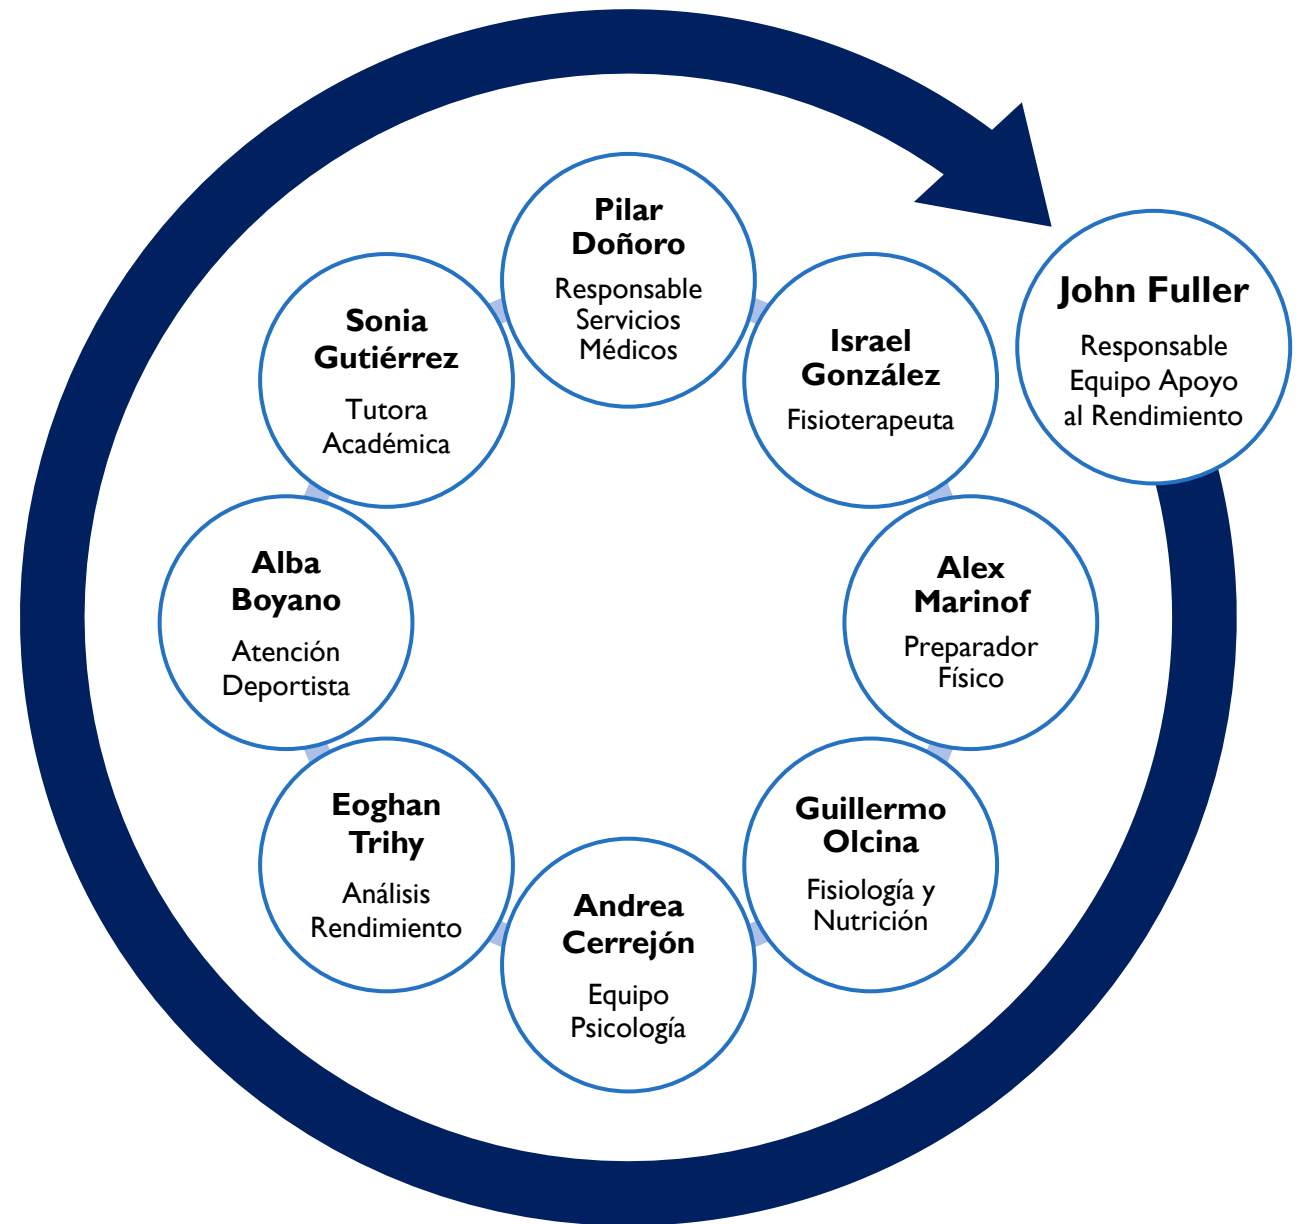 Pilar
Doñoro
Responsable
Servicios
Médicos
Israel
González
Fisioterapeuta
John Fuller
Responsable
Equipo Apoyo
al Rendimiento
Alex
Marinof
Preparador
Físico
Guillermo
Olcina
Fisiología y
Nutrición
Andrea
Cerrejón
Equipo
Psicología
Eoghan
Trihy
Análisis
Rendimiento
Alba
Boyano
Atención
Deportista
Sonia
Gutiérrez
Tutora
Académica